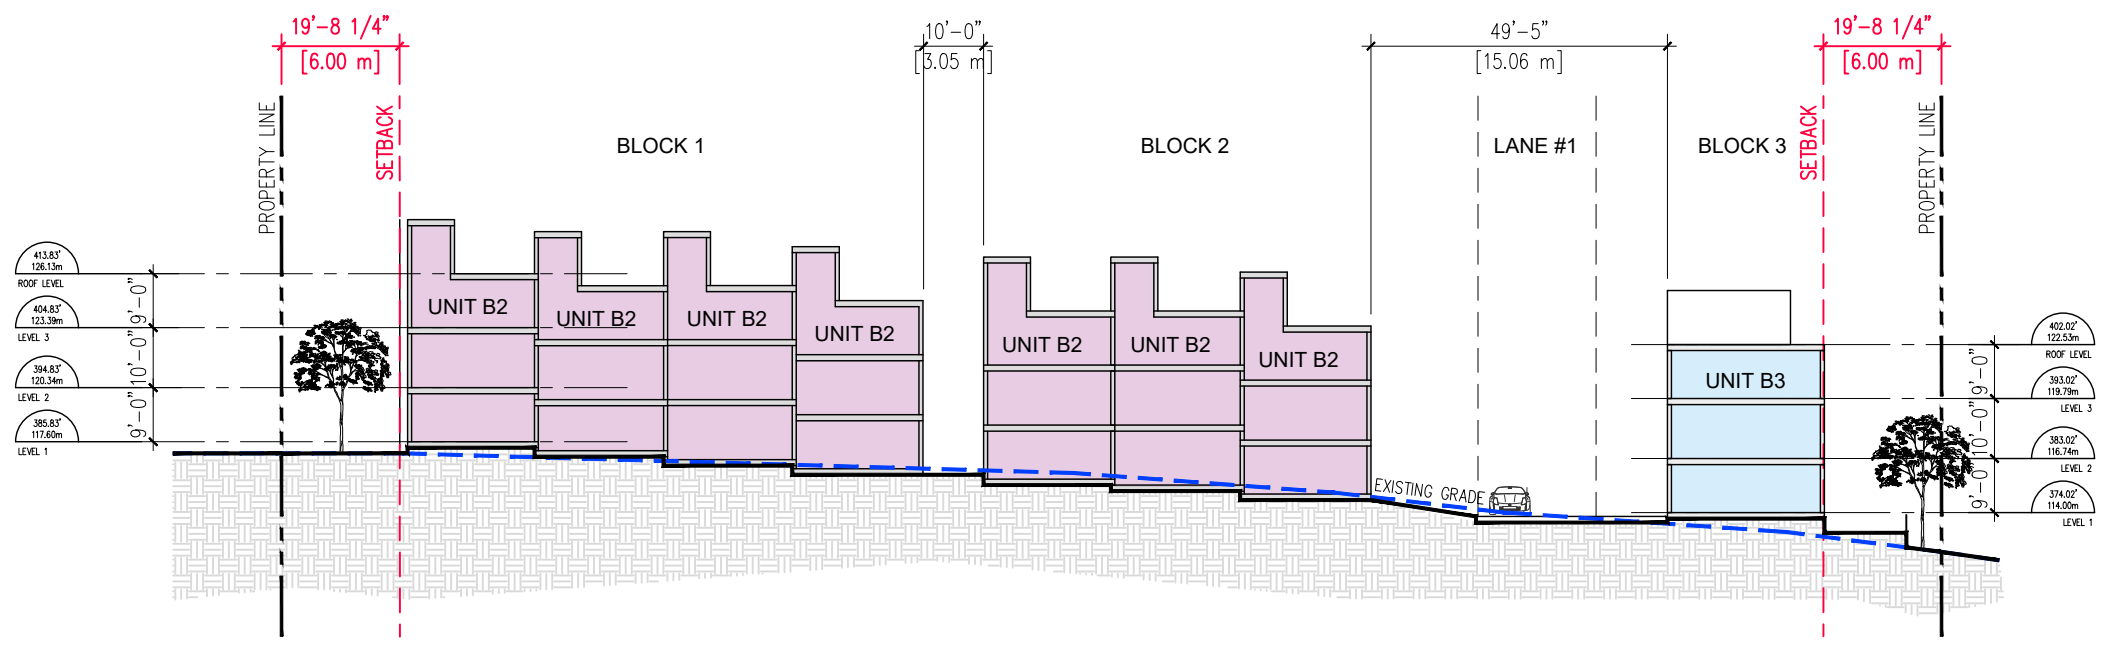 19'-8 1/4"
[6.00 m]
10'-0"
[3.05 m]
49'-5"
[15.06 m]
19'-8 1/4"
[6.00 m]
PROPERTY LINE
SETBACK
BLOCK 1
BLOCK 2
LANE #1
BLOCK 3
SETBACK
PROPERTY LINE
413.83'
126.13m
ROOF LEVEL
9'-0"
404.83'
123.39m
LEVEL 3
10'-0"
394.83'
120.34m
LEVEL 2
9'-0"
385.83'
117.60m
LEVEL 1
UNIT B2
UNIT B2
UNIT B2
UNIT B2
UNIT B2
UNIT B2
UNIT B2
UNIT B3
EXISTING GRADE
402.02'
122.53m
ROOF LEVEL
9'-0"
393.02'
119.79m
LEVEL 3
10'-0"
383.02'
116.74m
LEVEL 2
9'-0"
374.02'
114.00m
LEVEL 1